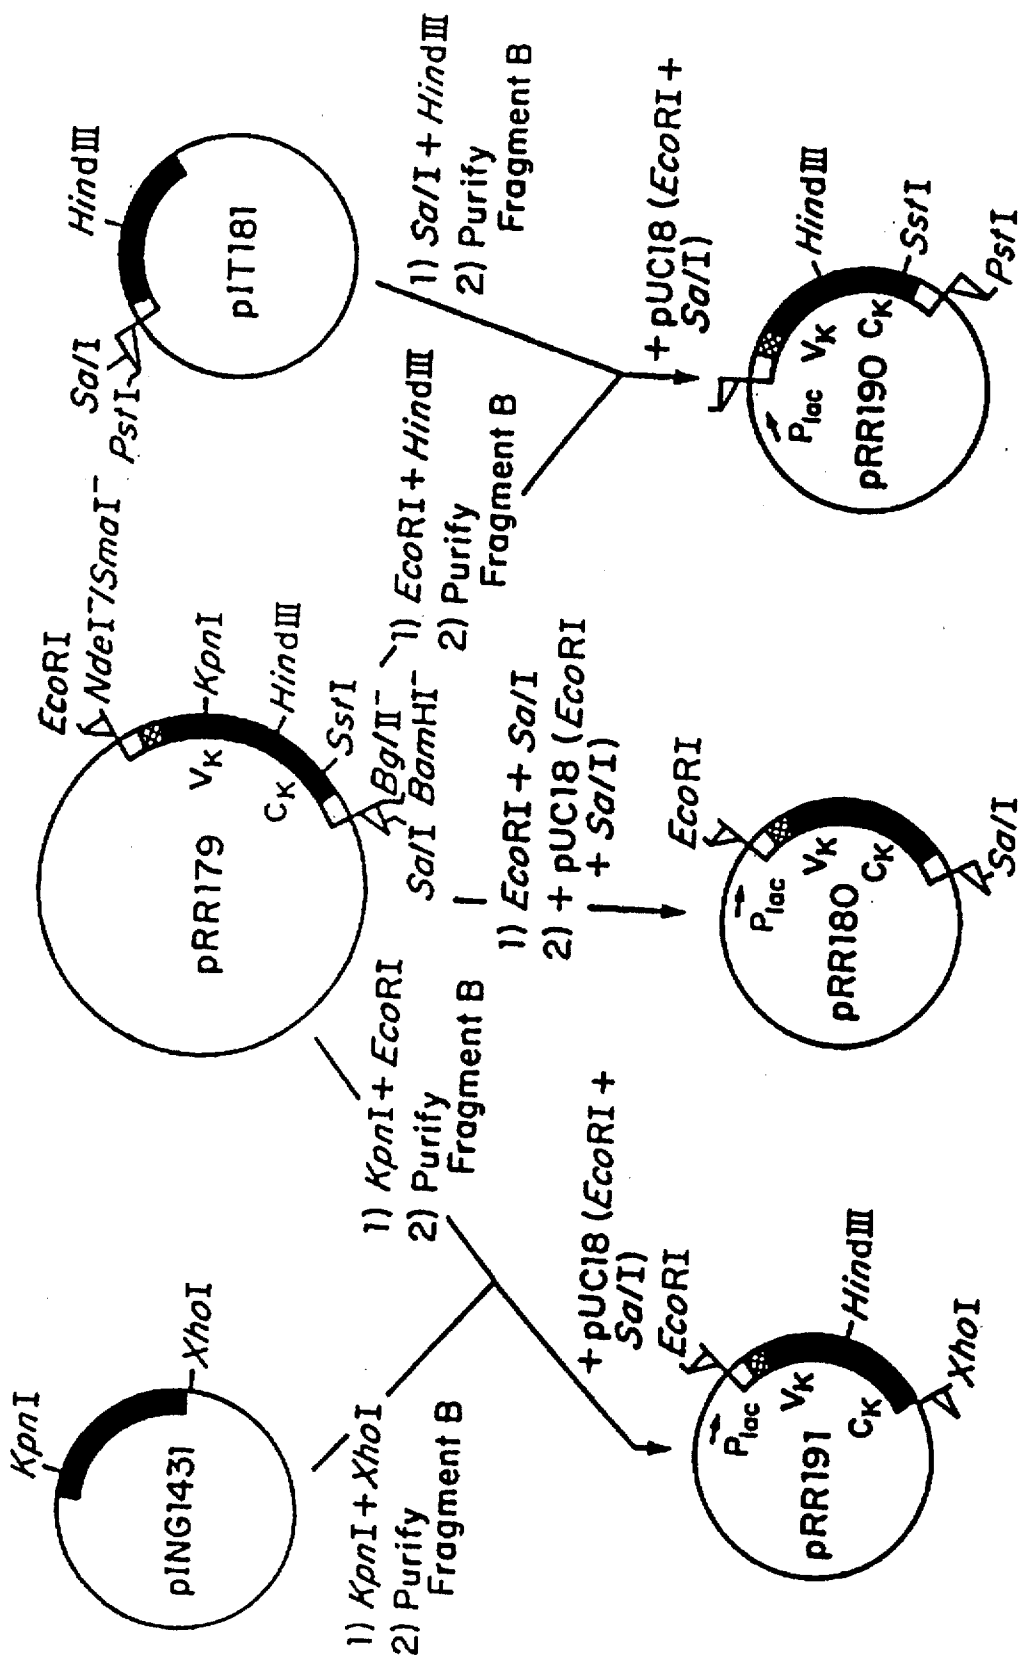 KpnI
XhoI
pING1431
1) KpnI + XhoI
2) Purify
Fragment B
EcoRI
NdeI⁻/SmaI⁻
KpnI
HindIII
SstI
BglII⁻
BamHI⁻
SalI
VK
CK
pRR179
1) KpnI + EcoRI
2) Purify
Fragment B
1) EcoRI + SalI
2) + pUC18 (EcoRI
+ SalI)
1) EcoRI + HindIII
2) Purify
Fragment B
SalI
PstI
HindIII
pIT181
1) SalI + HindIII
2) Purify
Fragment B
+ pUC18 (EcoRI +
SalI)
EcoRI
Plac
VK
CK
HindIII
XhoI
pRR191
EcoRI
Plac
VK
CK
SalI
pRR180
+ pUC18 (EcoRI +
SalI)
Plac
VK
HindIII
CK
SstI
PstI
pRR190